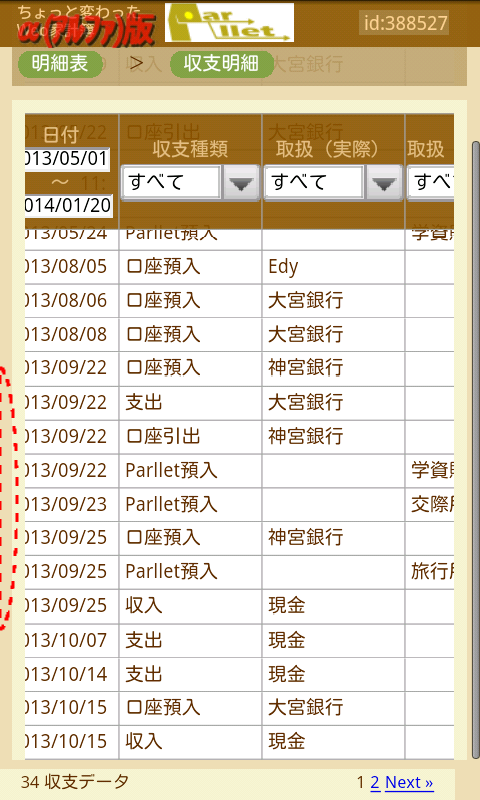 ちょっと変わった
Web家計簿
α(アルファ)版
Parllet.
id:388527
明細表 > 収支明細
日付 収支種類 取扱（実際） 取扱
013/05/01 すべて すべて すべ
～
014/01/20
013/05/24 Parllet預入 学資
013/08/05 口座預入 Edy
013/08/06 口座預入 大宮銀行
013/08/08 口座預入 大宮銀行
013/09/22 口座預入 神宮銀行
013/09/22 支出 大宮銀行
013/09/22 口座引出 神宮銀行
013/09/22 Parllet預入 学資
013/09/23 Parllet預入 交際
013/09/25 口座預入 神宮銀行
013/09/25 Parllet預入 旅行
013/09/25 収入 現金
013/10/07 支出 現金
013/10/14 支出 現金
013/10/15 口座預入 大宮銀行
013/10/15 収入 現金
34 収支データ 1 2 Next »